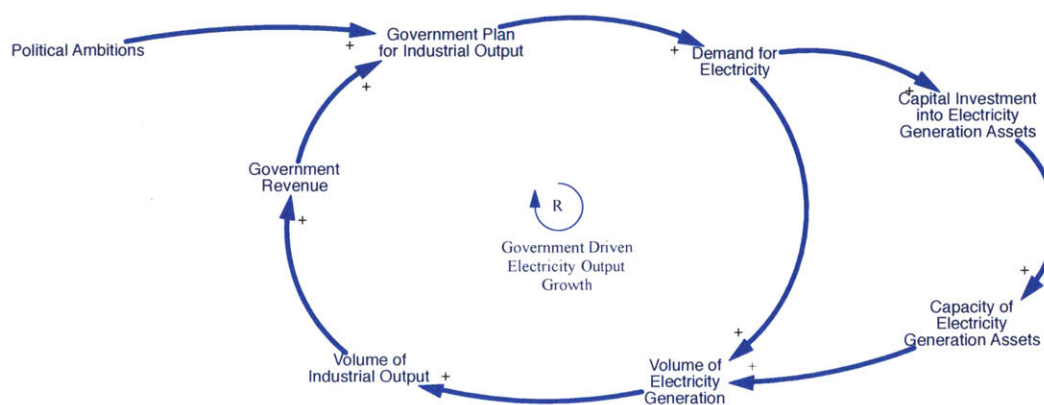 Political Ambitions
+
Government Plan
for Industrial Output
+
+
Demand for
Electricity
+
Capital Investment
into Electricity
Generation Assets
Government
Revenue
+
R
Government Driven
Electricity Output
Growth
+
Capacity of
Electricity
Generation Assets
+
+
Volume of
Electricity
Generation
Volume of
Industrial Output
+